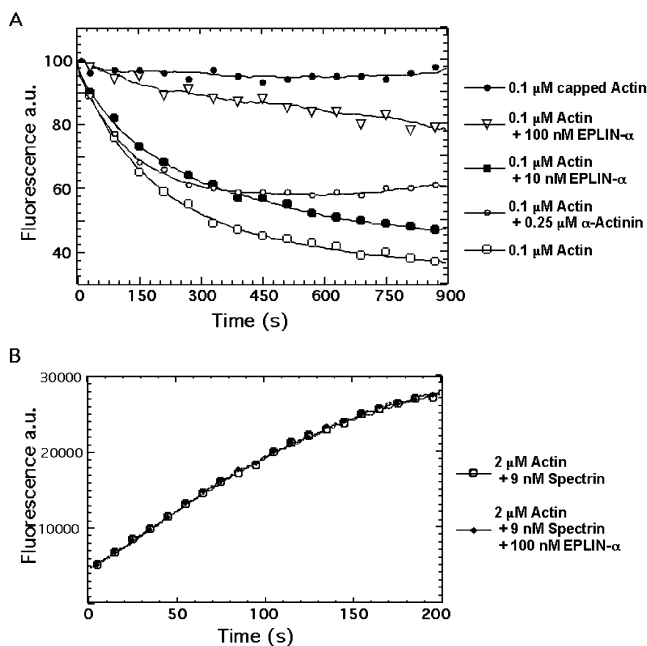 A
Fluorescence a.u.
100
80
60
40
0
150
300
450
600
750
900
Time (s)
0.1 µM capped Actin
0.1 µM Actin
+ 100 nM EPLIN-α
0.1 µM Actin
+ 10 nM EPLIN-α
0.1 µM Actin
+ 0.25 µM α-Actinin
0.1 µM Actin
B
Fluorescence a.u.
30000
20000
10000
0
50
100
150
200
Time (s)
2 µM Actin
+ 9 nM Spectrin
2 µM Actin
+ 9 nM Spectrin
+ 100 nM EPLIN-α